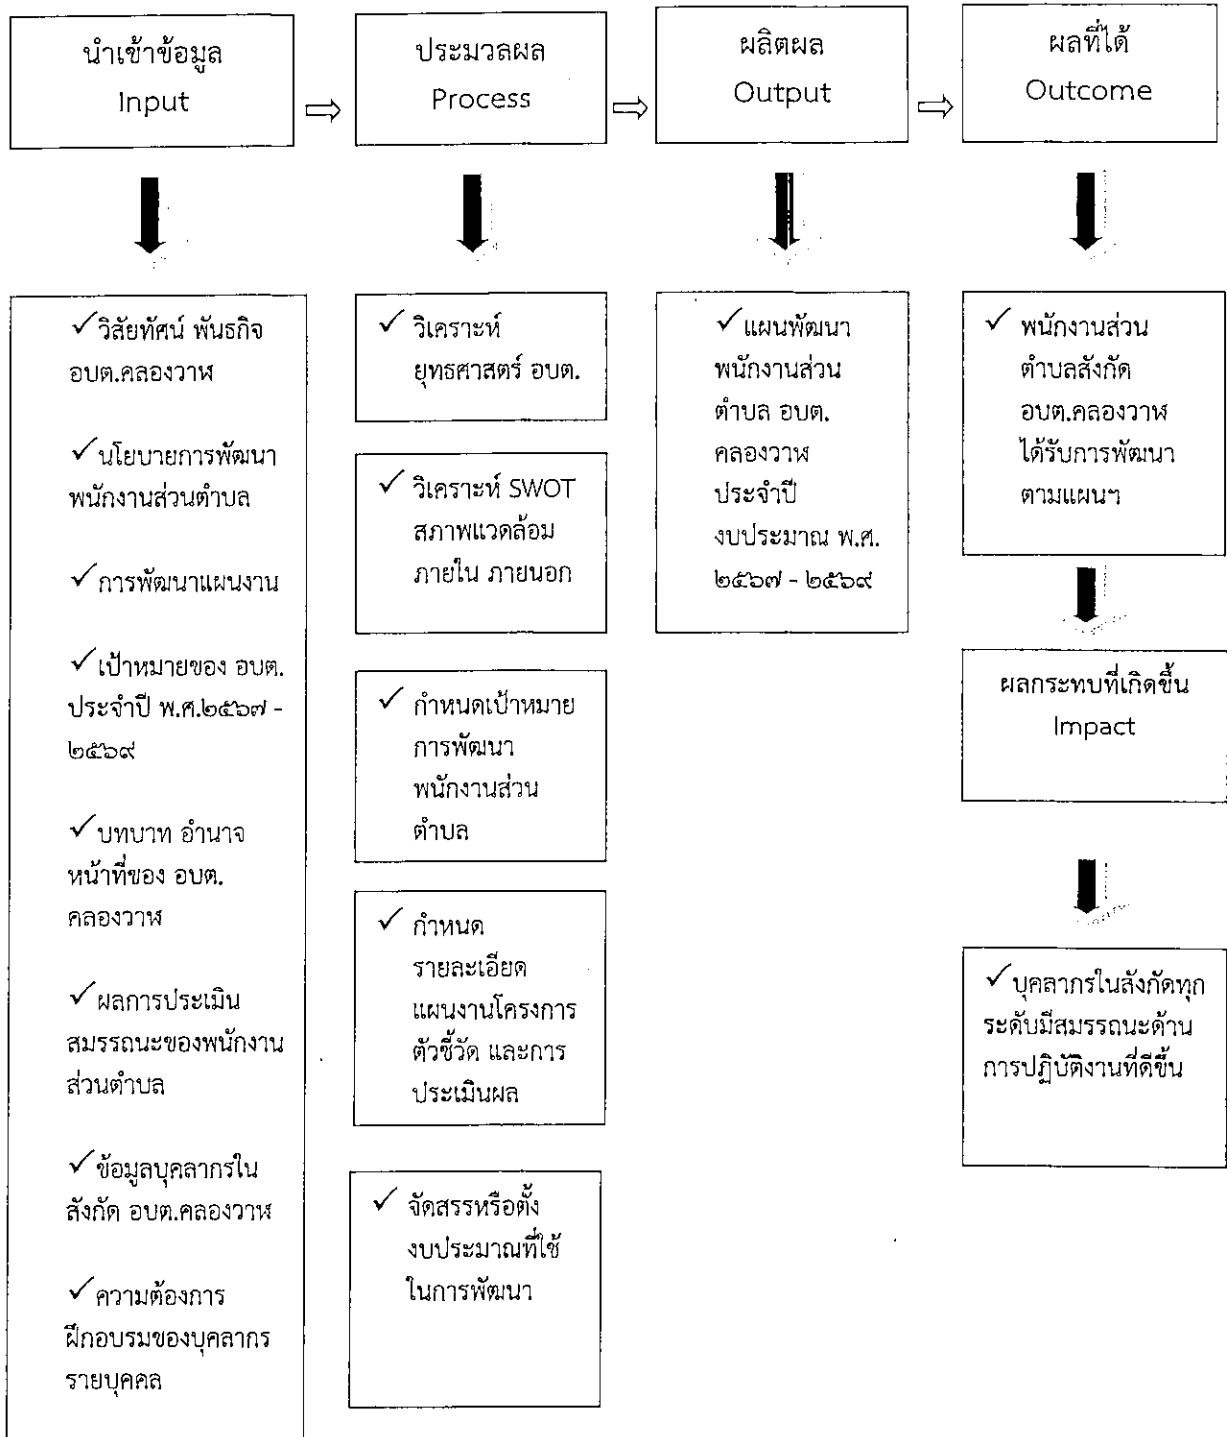 นำเข้าข้อมูล
Input
ประมวลผล
Process
ผลิตผล
Output
ผลที่ได้
Outcome
✓วิสัยทัศน์ พันธกิจ
อบต.คลองวาฬ
✓นโยบายการพัฒนา
พนักงานส่วนตำบล
✓การพัฒนาแผนงาน
✓เป้าหมายของ อบต.
ประจำปี พ.ศ.๒๕๖๗ -
๒๕๖๙
✓บทบาท อำนาจ
หน้าที่ของ อบต.
คลองวาฬ
✓ผลการประเมิน
สมรรถนะของพนักงาน
ส่วนตำบล
✓ข้อมูลบุคลากรใน
สังกัด อบต.คลองวาฬ
✓ความต้องการ
ฝึกอบรมของบุคลากร
รายบุคคล
✓ วิเคราะห์
ยุทธศาสตร์ อบต.
✓ วิเคราะห์ SWOT
สภาพแวดล้อม
ภายใน ภายนอก
✓ กำหนดเป้าหมาย
การพัฒนา
พนักงานส่วน
ตำบล
✓ กำหนด
รายละเอียด
แผนงานโครงการ
ตัวชี้วัด และการ
ประเมินผล
✓ จัดสรรหรือตั้ง
งบประมาณที่ใช้
ในการพัฒนา
✓แผนพัฒนา
พนักงานส่วน
ตำบล อบต.
คลองวาฬ
ประจำปี
งบประมาณ พ.ศ.
๒๕๖๗ - ๒๕๖๙
✓ พนักงานส่วน
ตำบลสังกัด
อบต.คลองวาฬ
ได้รับการพัฒนา
ตามแผนฯ
ผลกระทบที่เกิดขึ้น
Impact
✓บุคลากรในสังกัดทุก
ระดับมีสมรรถนะด้าน
การปฏิบัติงานที่ดีขึ้น